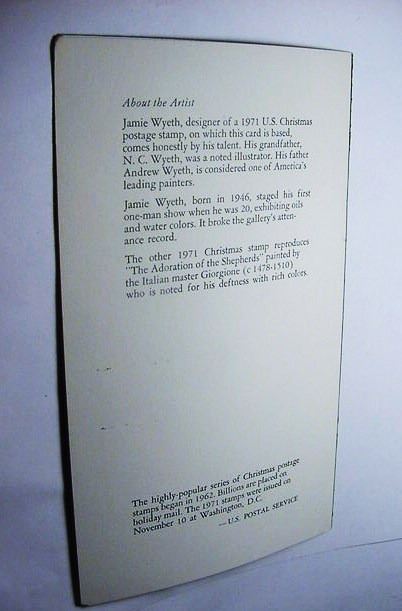 About the Artist
Jamie Wyeth, designer of a 1971 U.S. Christmas
postage stamp, on which this card is based,
comes honestly by his talent. His grandfather,
N. C. Wyeth, was a noted illustrator. His father
Andrew Wyeth, is considered one of America's
leading painters.
Jamie Wyeth, born in 1946, staged his first
one-man show when he was 20, exhibiting oils
and water colors. It broke the gallery's atten-
ance record.
The other 1971 Christmas stamp reproduces
"The Adoration of the Shepherds" painted by
the Italian master Giorgione (c 1478-1510)
who is noted for his deftness with rich colors.
The highly-popular series of Christmas postage
stamps began in 1962. Billions are placed on
holiday mail. The 1971 stamps were issued on
November 10 at Washington, D.C.
—U.S. POSTAL SERVICE